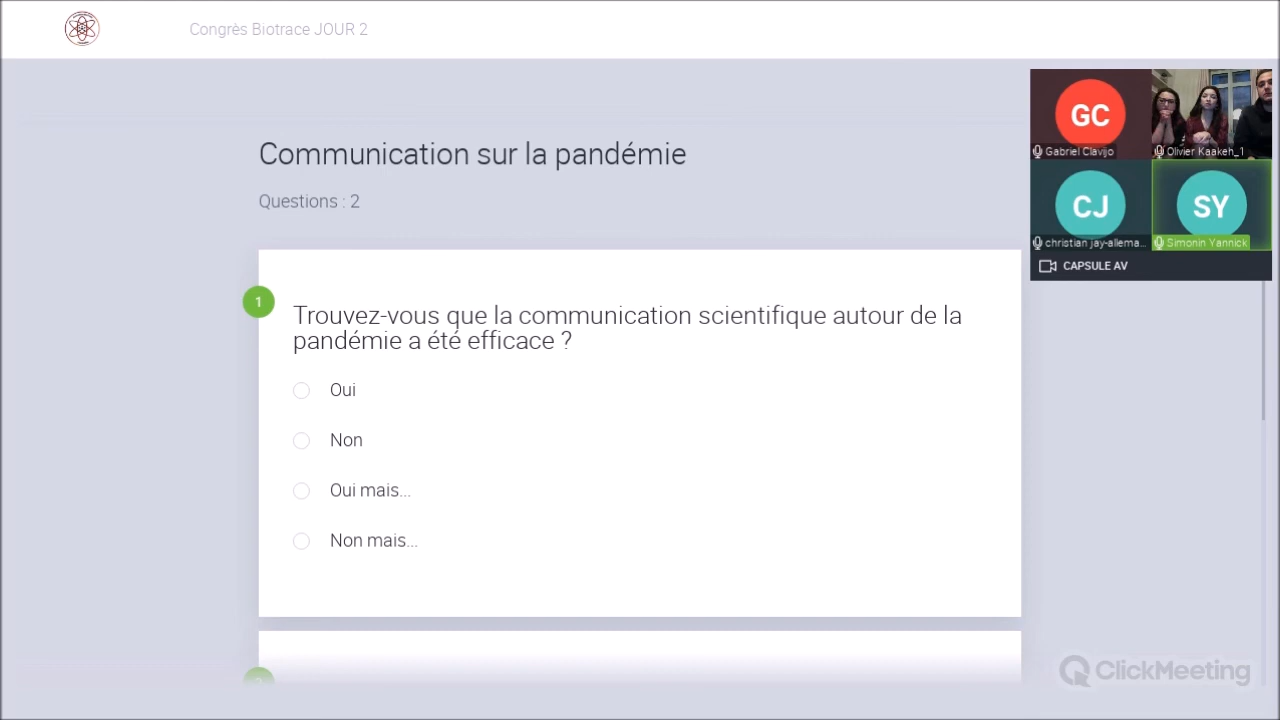 Congrès Biotrace JOUR 2
Communication sur la pandémie
Questions : 2
1
Trouvez-vous que la communication scientifique autour de la
pandémie a été efficace ?
Oui
Non
Oui mais...
Non mais...
GC
Gabriel Clavijo
Olivier Kaakeh_1
CJ
christian jay-allema...
SY
Simonin Yannick
CAPSULE AV
2
ClickMeeting